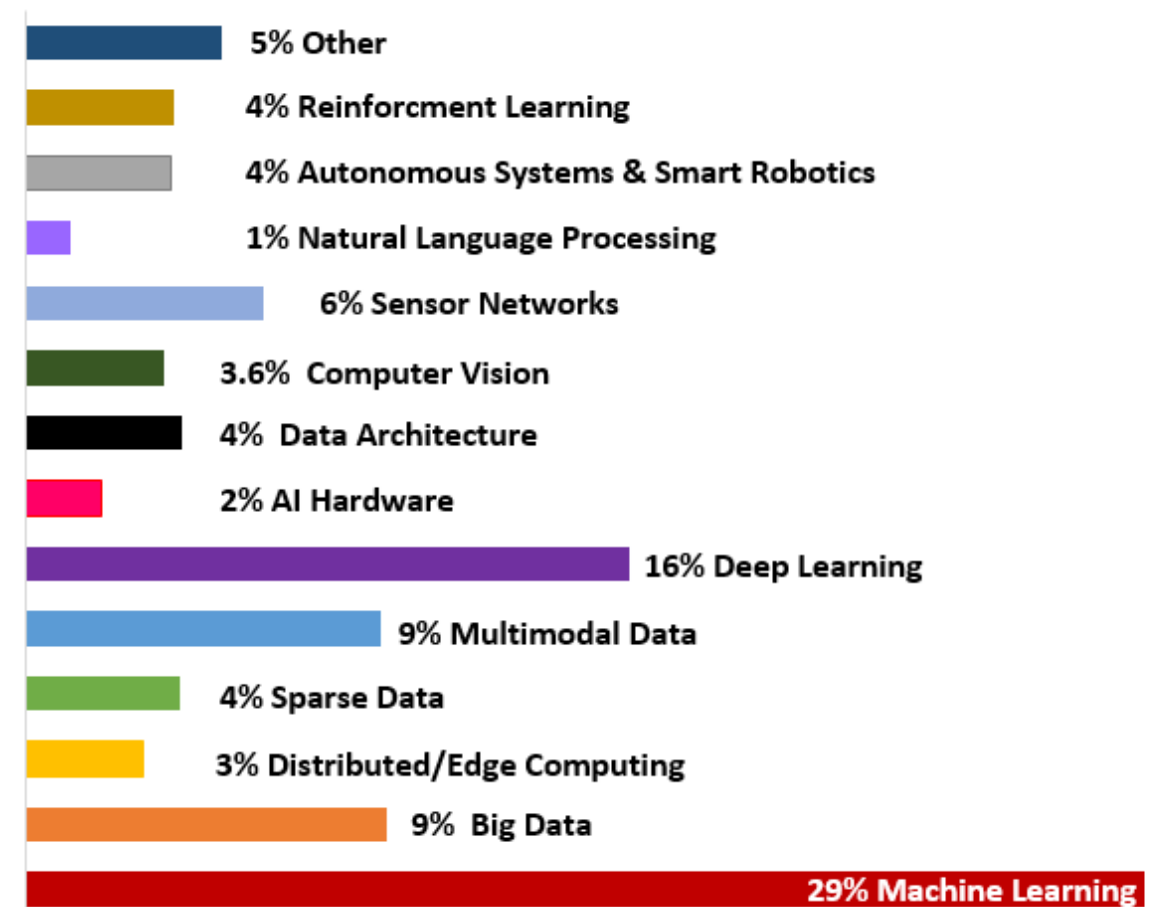 5% Other
4% Reinforcment Learning
4% Autonomous Systems & Smart Robotics
1% Natural Language Processing
6% Sensor Networks
3.6% Computer Vision
4% Data Architecture
2% AI Hardware
16% Deep Learning
9% Multimodal Data
4% Sparse Data
3% Distributed/Edge Computing
9% Big Data
29% Machine Learning